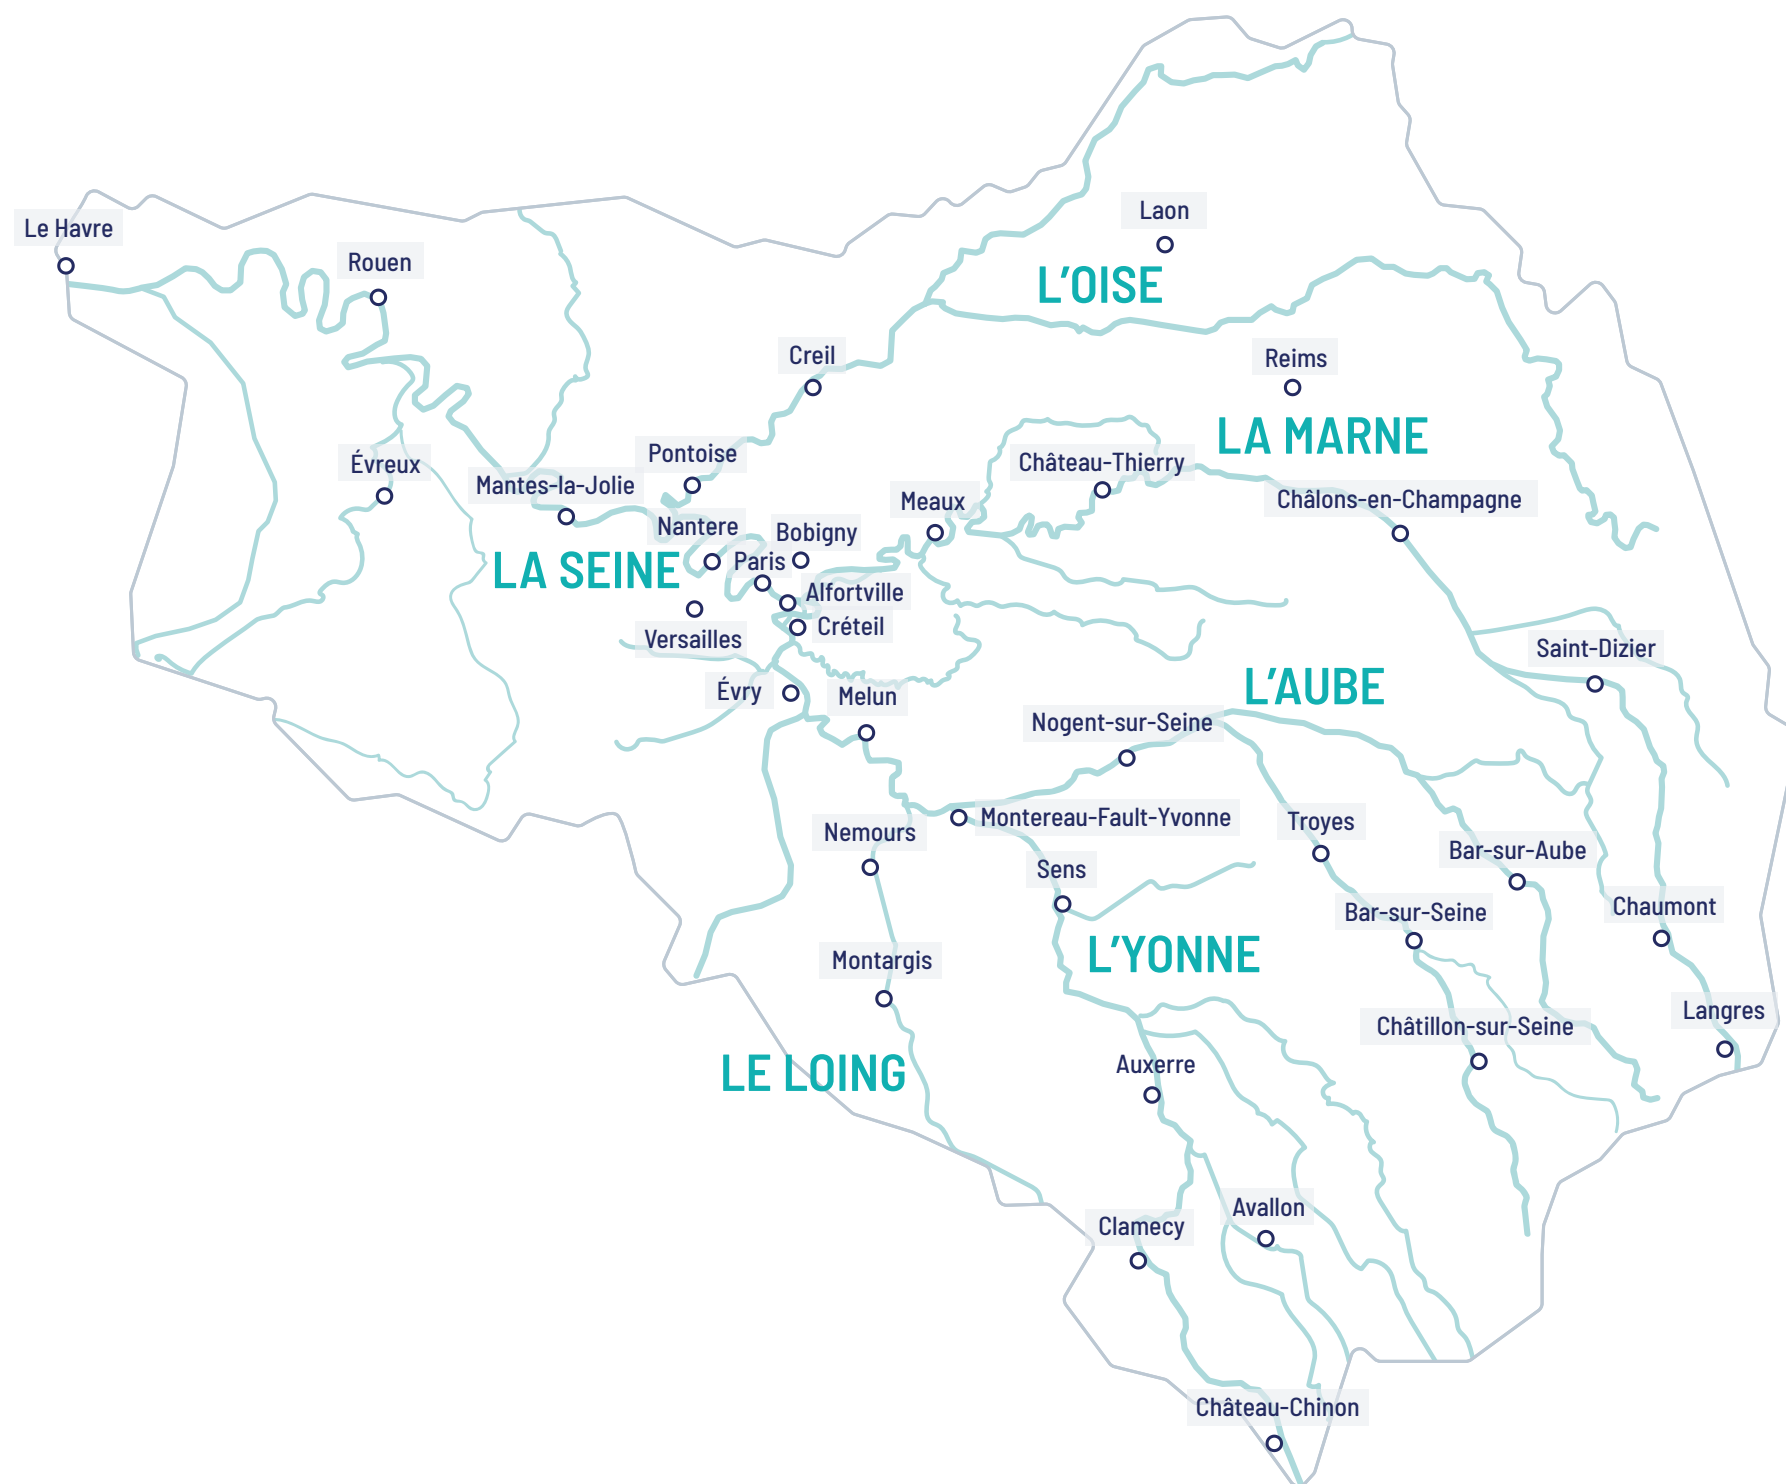 Le Havre
Rouen
Laon
L'OISE
Creil
Reims
LA MARNE
Évreux
Mantes-la-Jolie
Pontoise
Château-Thierry
Châlons-en-Champagne
Meaux
Nantere
Bobigny
LA SEINE
Paris
Alfortville
Créteil
Versailles
Saint-Dizier
Évry
Melun
L'AUBE
Nogent-sur-Seine
Nemours
Montereau-Fault-Yvonne
Troyes
Bar-sur-Aube
Sens
Bar-sur-Seine
Chaumont
Montargis
L'YONNE
Langres
Châtillon-sur-Seine
LE LOING
Auxerre
Avallon
Clamecy
Château-Chinon